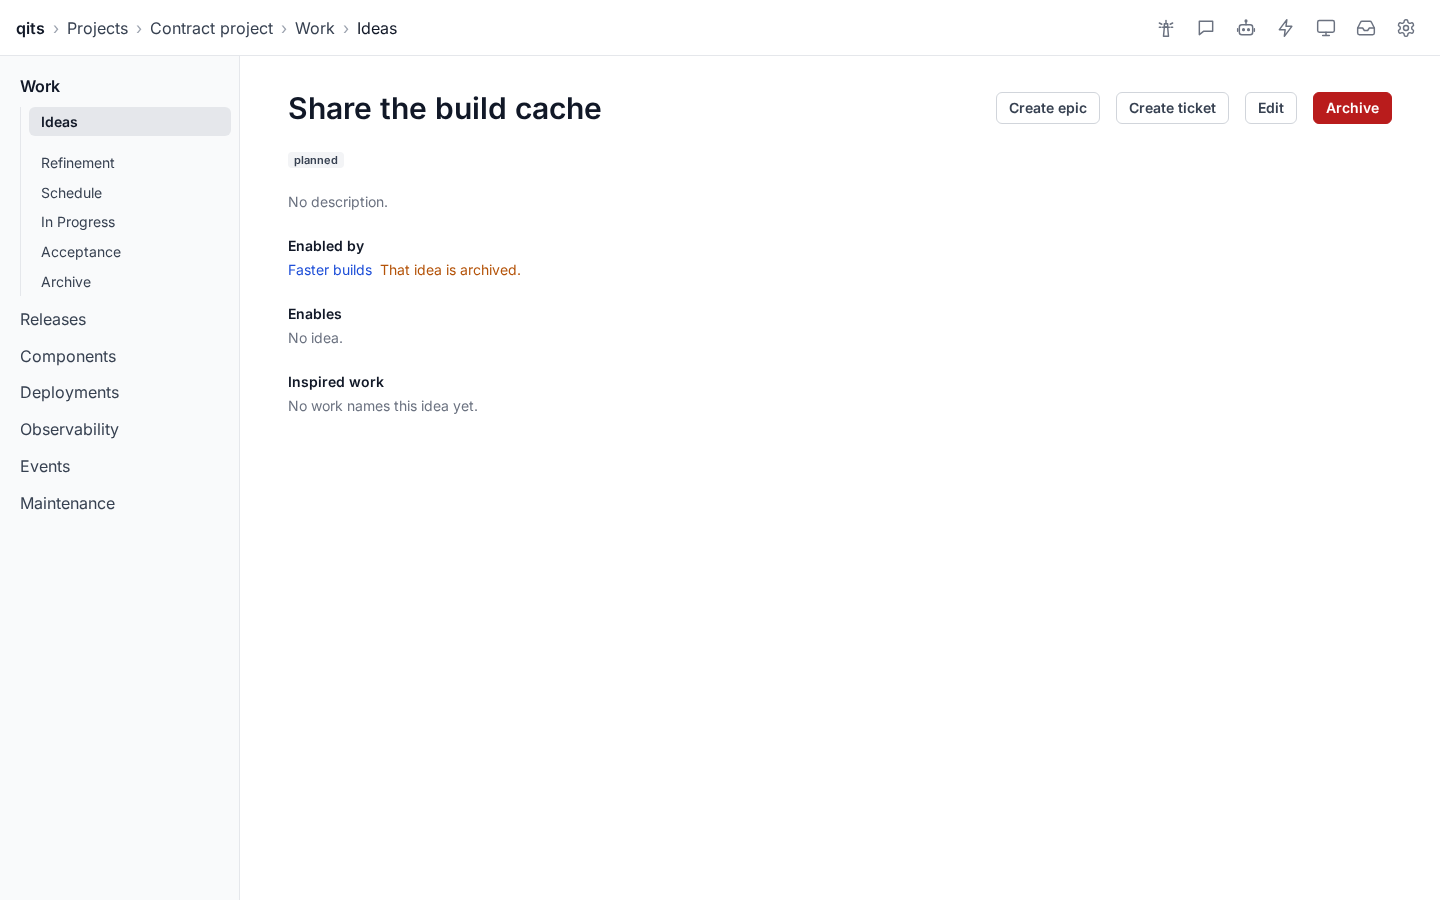 qits › Projects › Contract project › Work › Ideas
Work
Ideas
Refinement
Schedule
In Progress
Acceptance
Archive
Releases
Components
Deployments
Observability
Events
Maintenance
Share the build cache
Create epic
Create ticket
Edit
Archive
planned
No description.
Enabled by
Faster builds That idea is archived.
Enables
No idea.
Inspired work
No work names this idea yet.